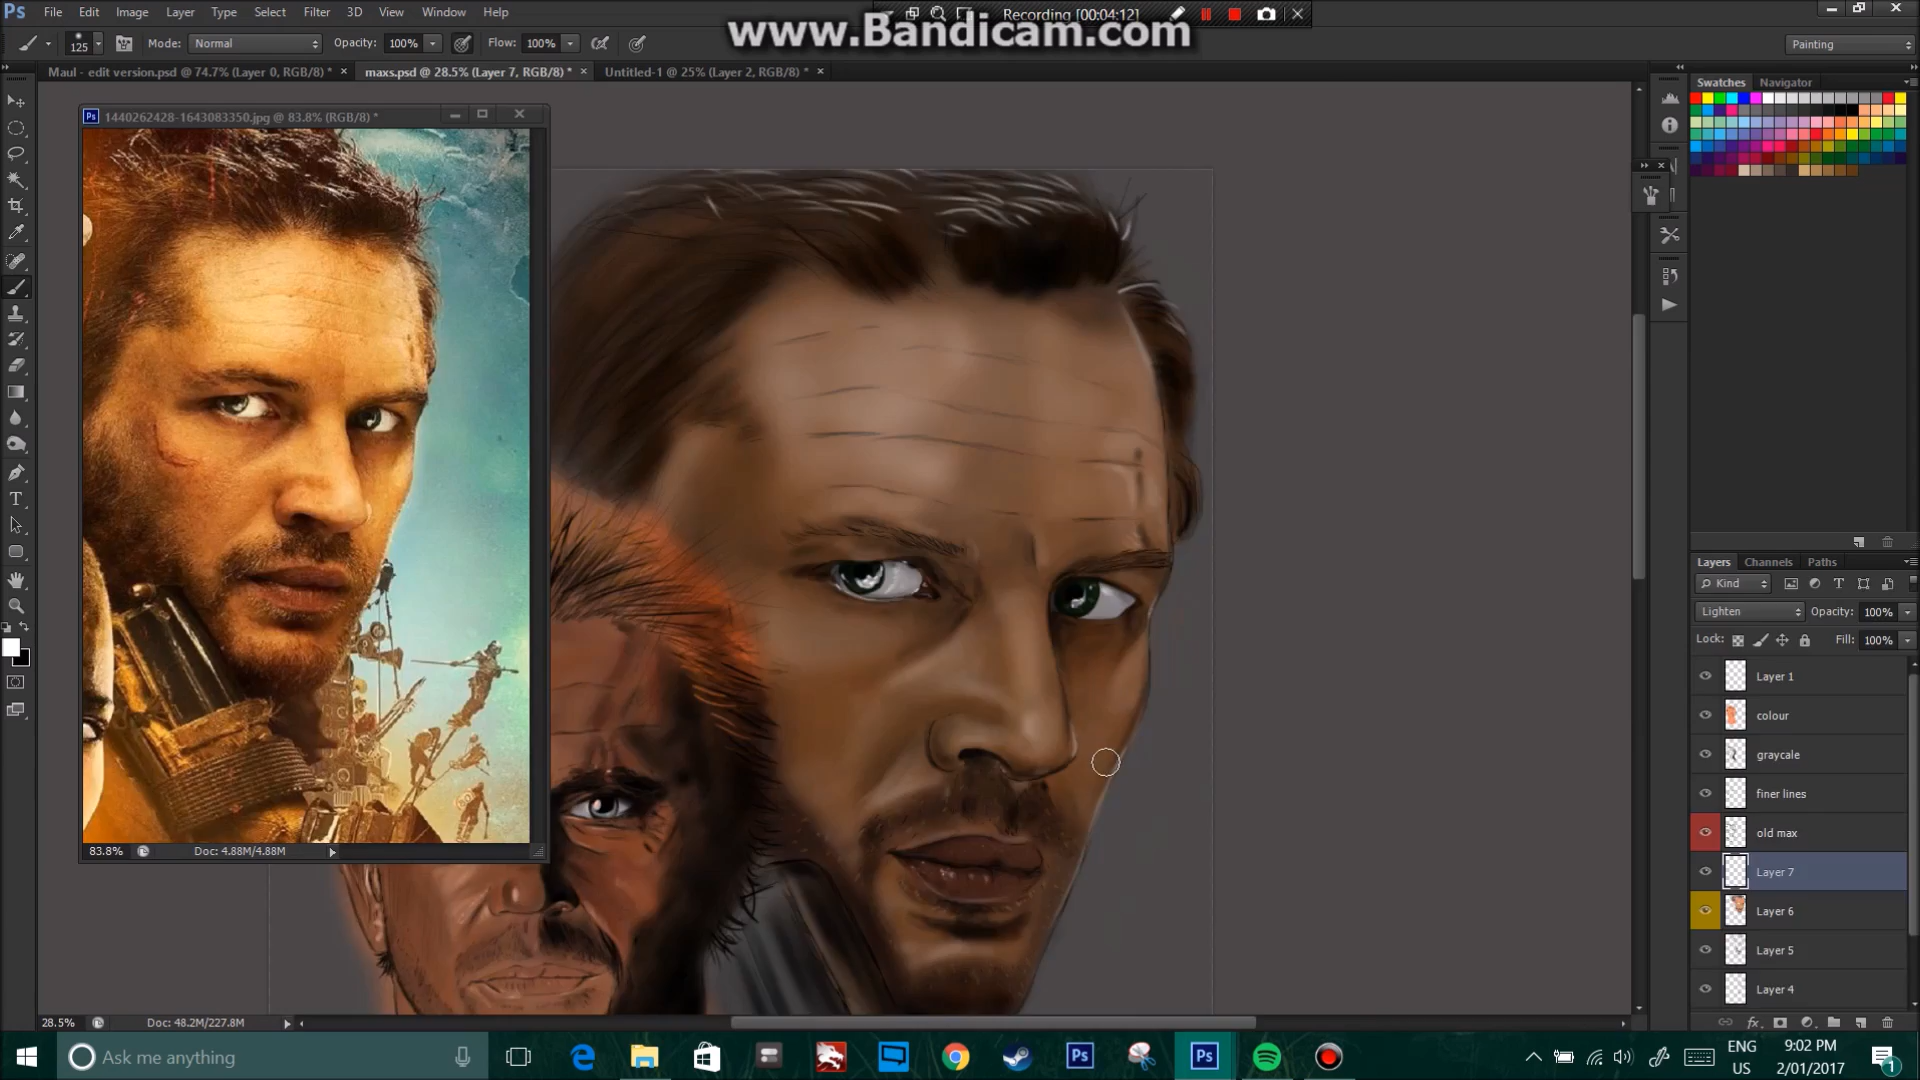 Ps File Edit Image Layer Type Select Filter 3D View Window Help
Recording [00:04:12]
www.Bandicam.com
125 Mode: Normal Opacity: 100% Flow: 100% Painting
Maul - edit version.psd @ 74.7% (Layer 0, RGB/8) * × maxs.psd @ 28.5% (Layer 7, RGB/8) * × Untitled-1 @ 25% (Layer 2, RGB/8) * ×
Swatches Navigator
Ps 1440262428-1643083350.jpg @ 83.8% (RGB/8) *
83.8% Doc: 4.88M/4.88M
Layers Channels Paths
Kind
Lighten Opacity: 100%
Lock: Fill: 100%
Layer 1
colour
graycale
finer lines
old max
Layer 7
Layer 6
Layer 5
Layer 4
28.5% Doc: 48.2M/227.8M
Ask me anything
Ps Ps
ENG
US
9:02 PM
2/01/2017
1